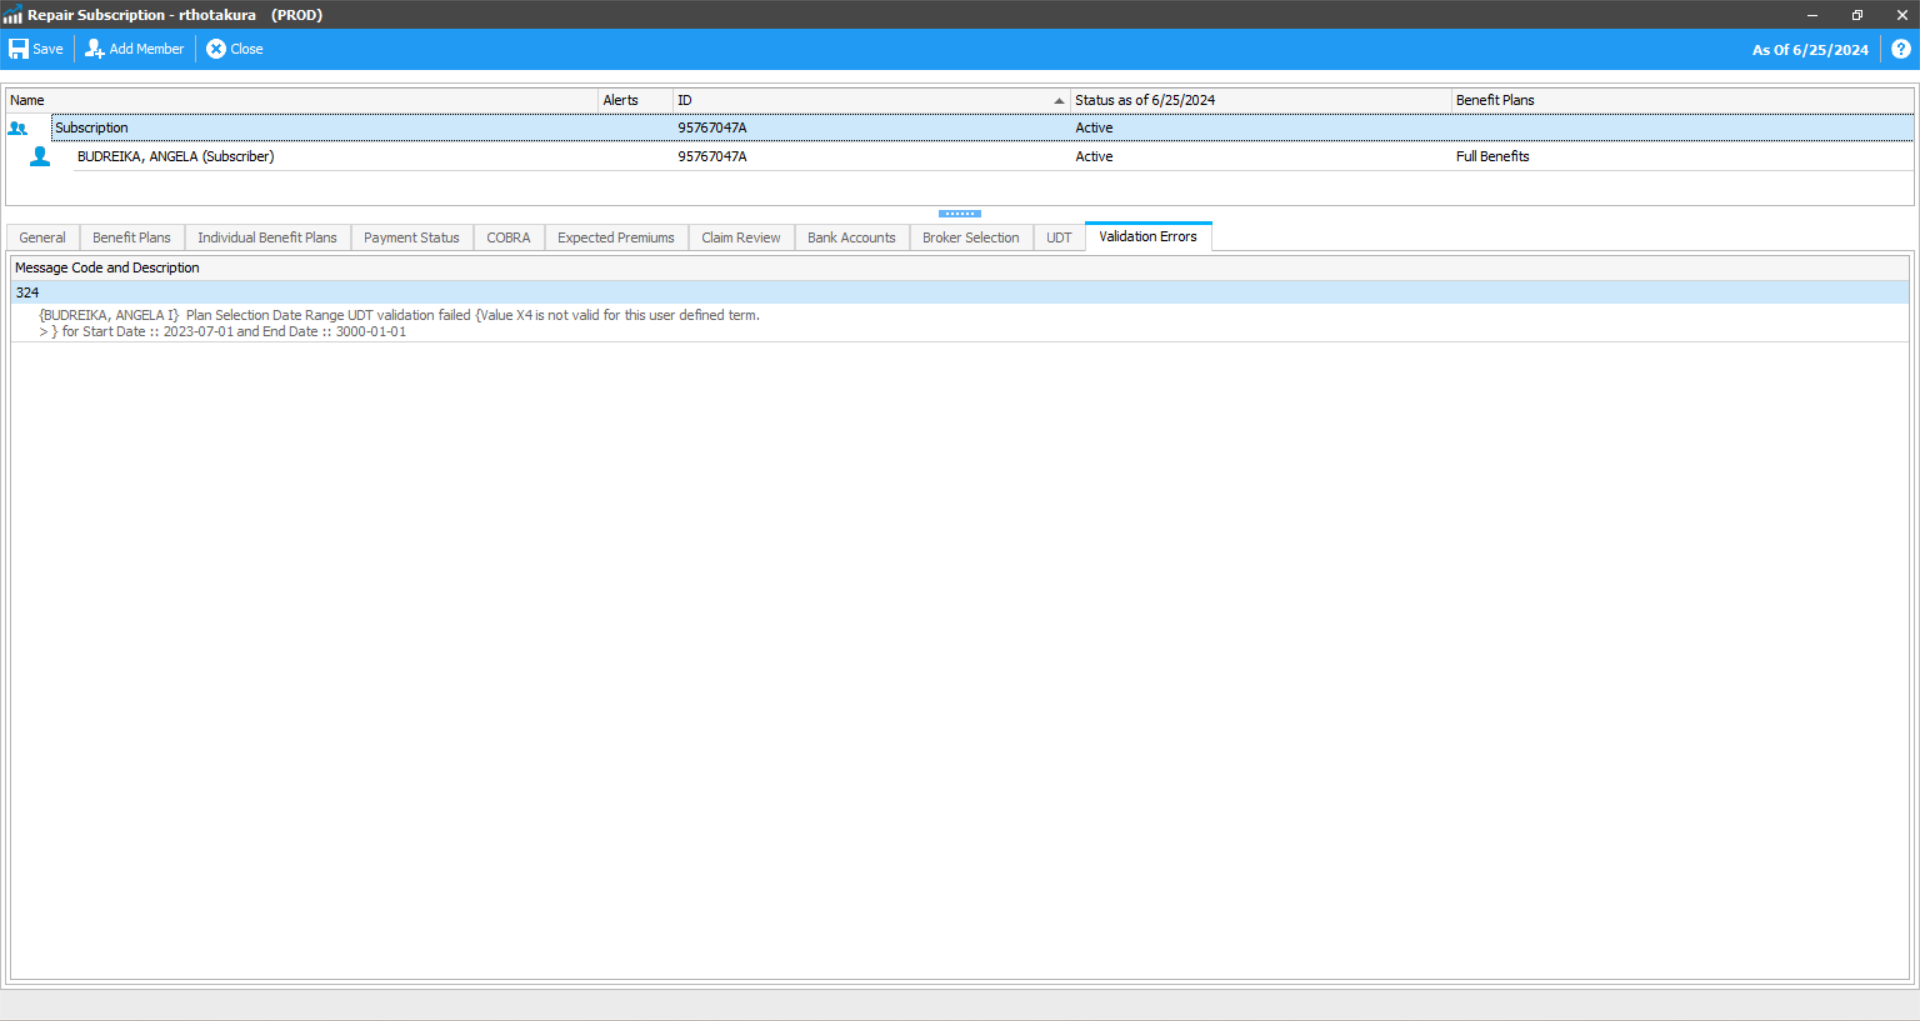 Repair Subscription - rthotakura (PROD)
Save Add Member Close As Of 6/25/2024 ?
Name Alerts ID Status as of 6/25/2024 Benefit Plans
Subscription 95767047A Active
BUDREIKA, ANGELA (Subscriber) 95767047A Active Full Benefits
General Benefit Plans Individual Benefit Plans Payment Status COBRA Expected Premiums Claim Review Bank Accounts Broker Selection UDT Validation Errors
Message Code and Description
324
{BUDREIKA, ANGELA I} Plan Selection Date Range UDT validation failed {Value X4 is not valid for this user defined term.
> } for Start Date :: 2023-07-01 and End Date :: 3000-01-01